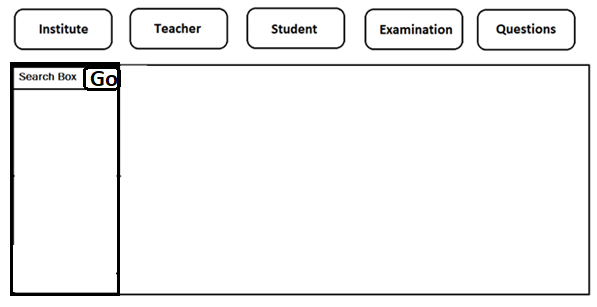 Institute Teacher Student Examination Questions
Search Box Go